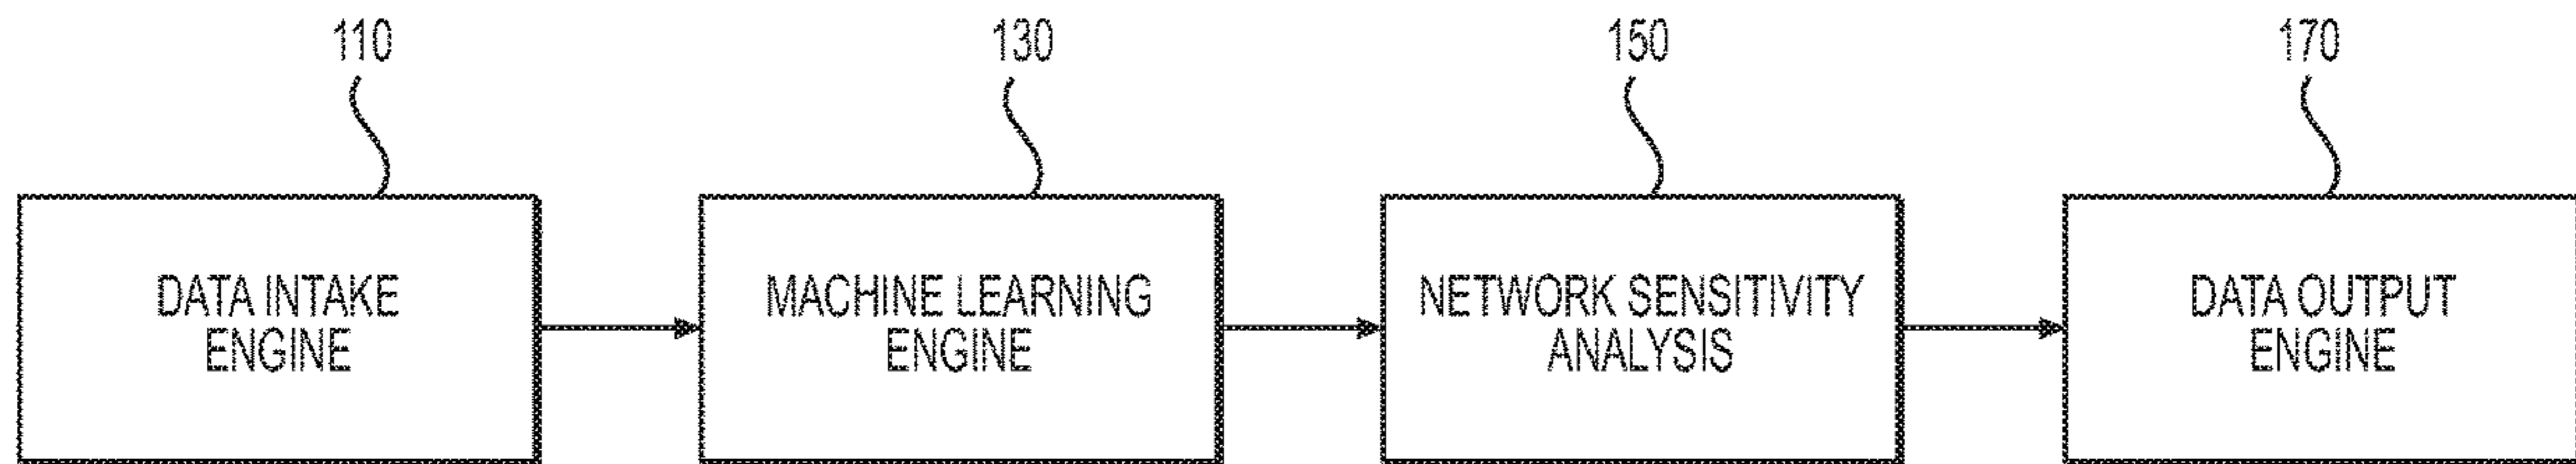 110
130
150
170
DATA INTAKE
ENGINE
MACHINE LEARNING
ENGINE
NETWORK SENSITIVITY
ANALYSIS
DATA OUTPUT
ENGINE